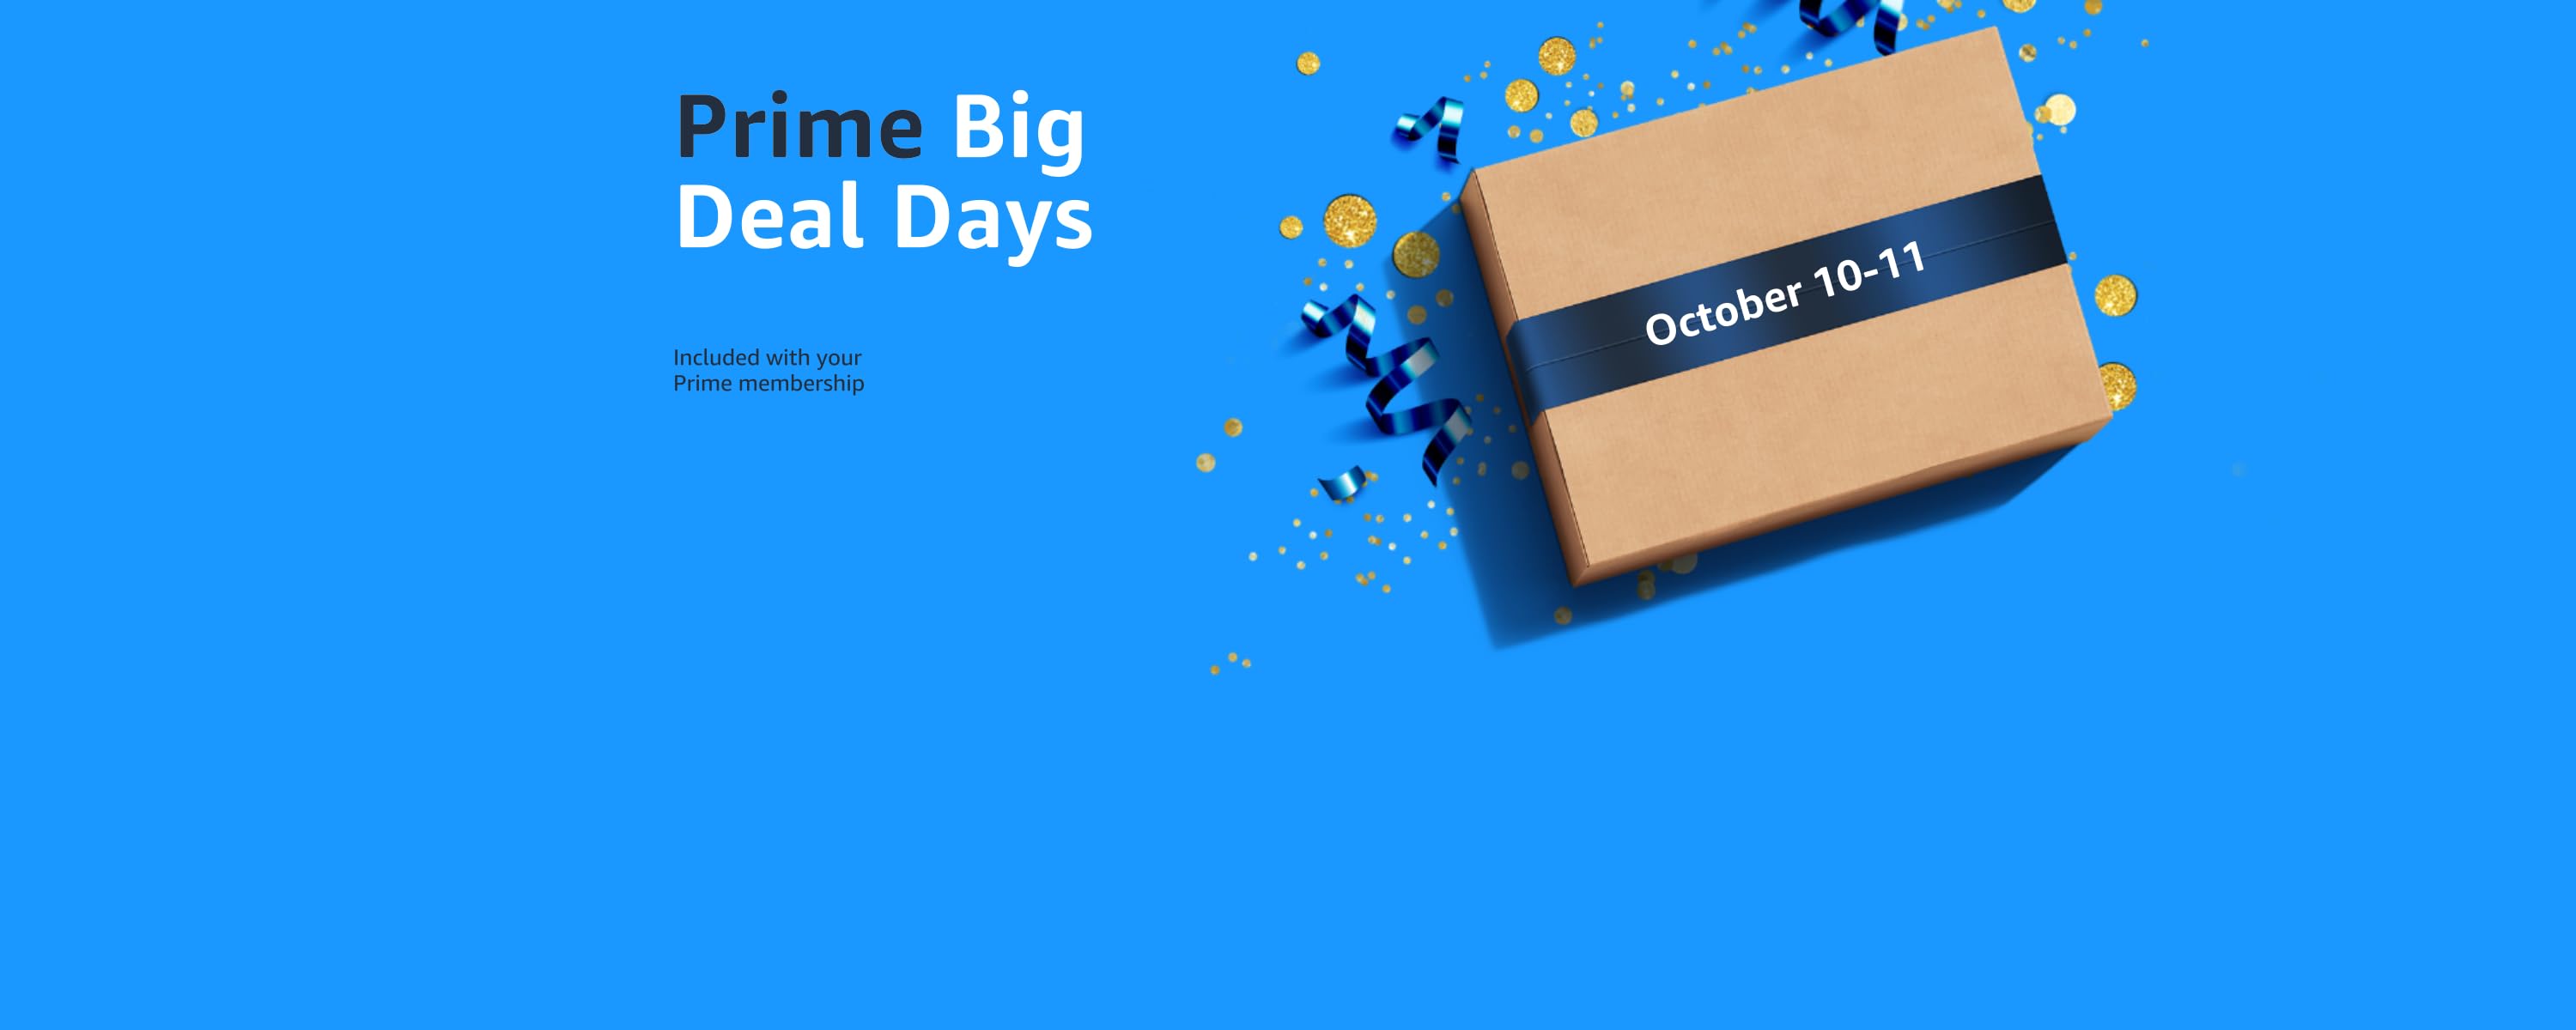 Prime Big
Deal Days
Included with your
Prime membership
October 10-11